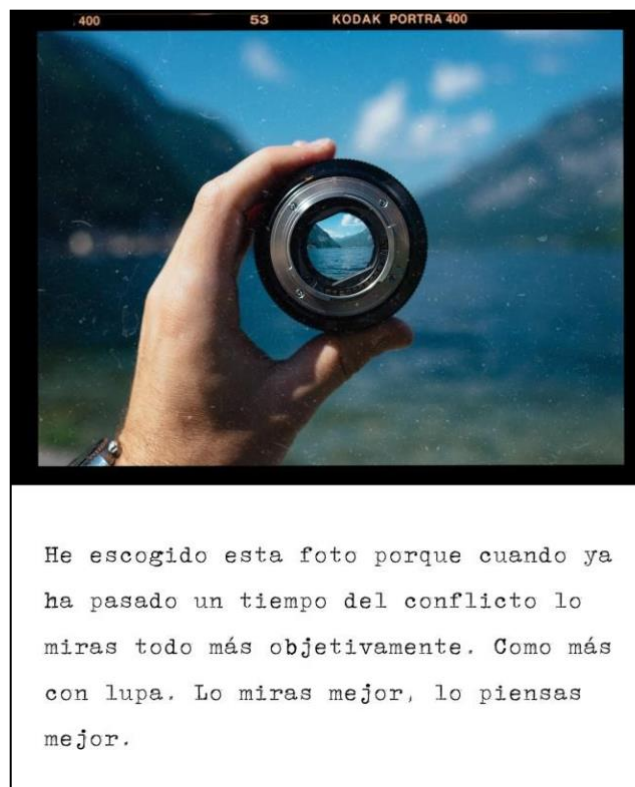 400 53 KODAK PORTRA 400
He escogido esta foto porque cuando ya
ha pasado un tiempo del conflicto lo
miras todo más objetivamente. Como más
con lupa. Lo miras mejor, lo piensas
mejor.